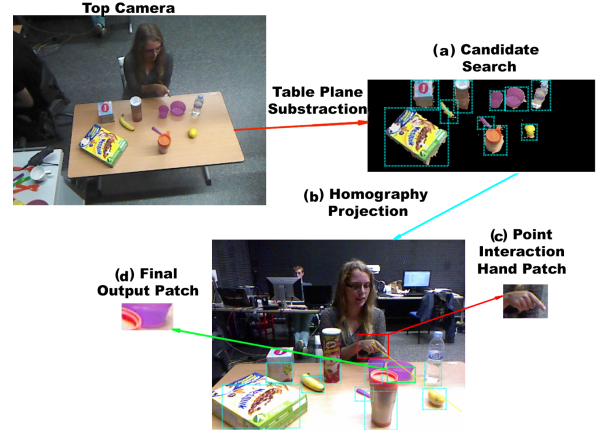 Top Camera
(a) Candidate
Search
Table Plane
Substraction
(b) Homography
Projection
(c) Point
Interaction
Hand Patch
(d) Final
Output Patch